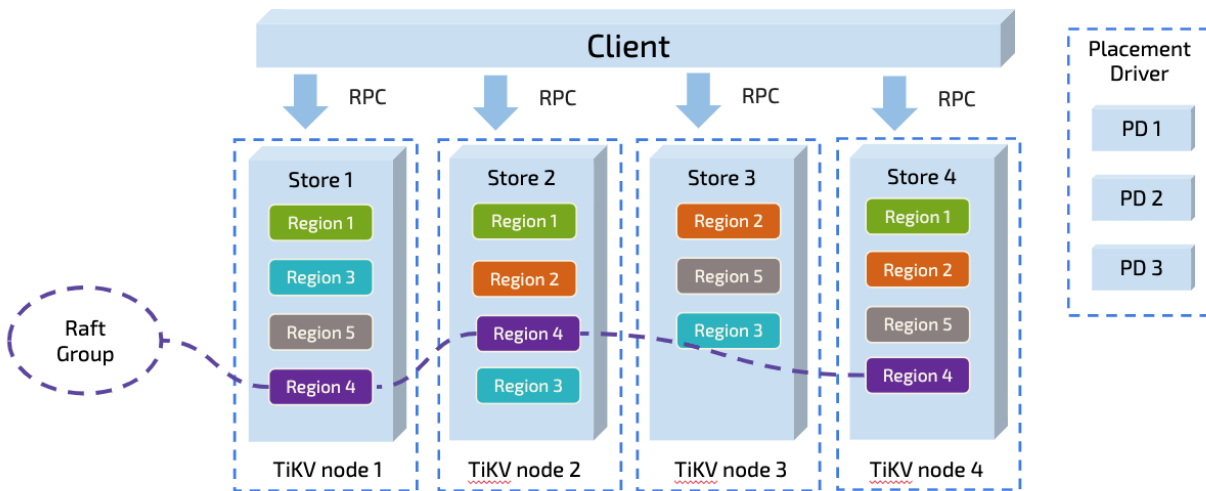 Client
RPC
RPC
RPC
RPC
Placement
Driver
PD 1
PD 2
PD 3
Store 1
Region 1
Region 3
Region 5
Region 4
TiKV node 1
Store 2
Region 1
Region 2
Region 4
Region 3
TiKV node 2
Store 3
Region 2
Region 5
Region 3
TiKV node 3
Store 4
Region 1
Region 2
Region 5
Region 4
TiKV node 4
Raft
Group